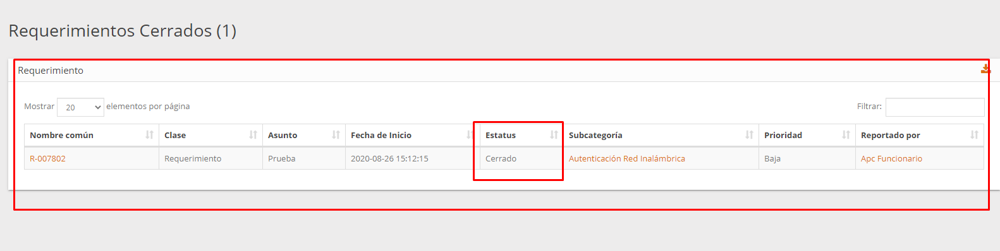 Requerimientos Cerrados (1)
Requerimiento
Mostrar 20 elementos por página Filtrar:
Nombre común Clase Asunto Fecha de Inicio Estatus Subcategoría Prioridad Reportado por
R-007802 Requerimiento Prueba 2020-08-26 15:12:15 Cerrado Autenticación Red Inalámbrica Baja Apc Funcionario